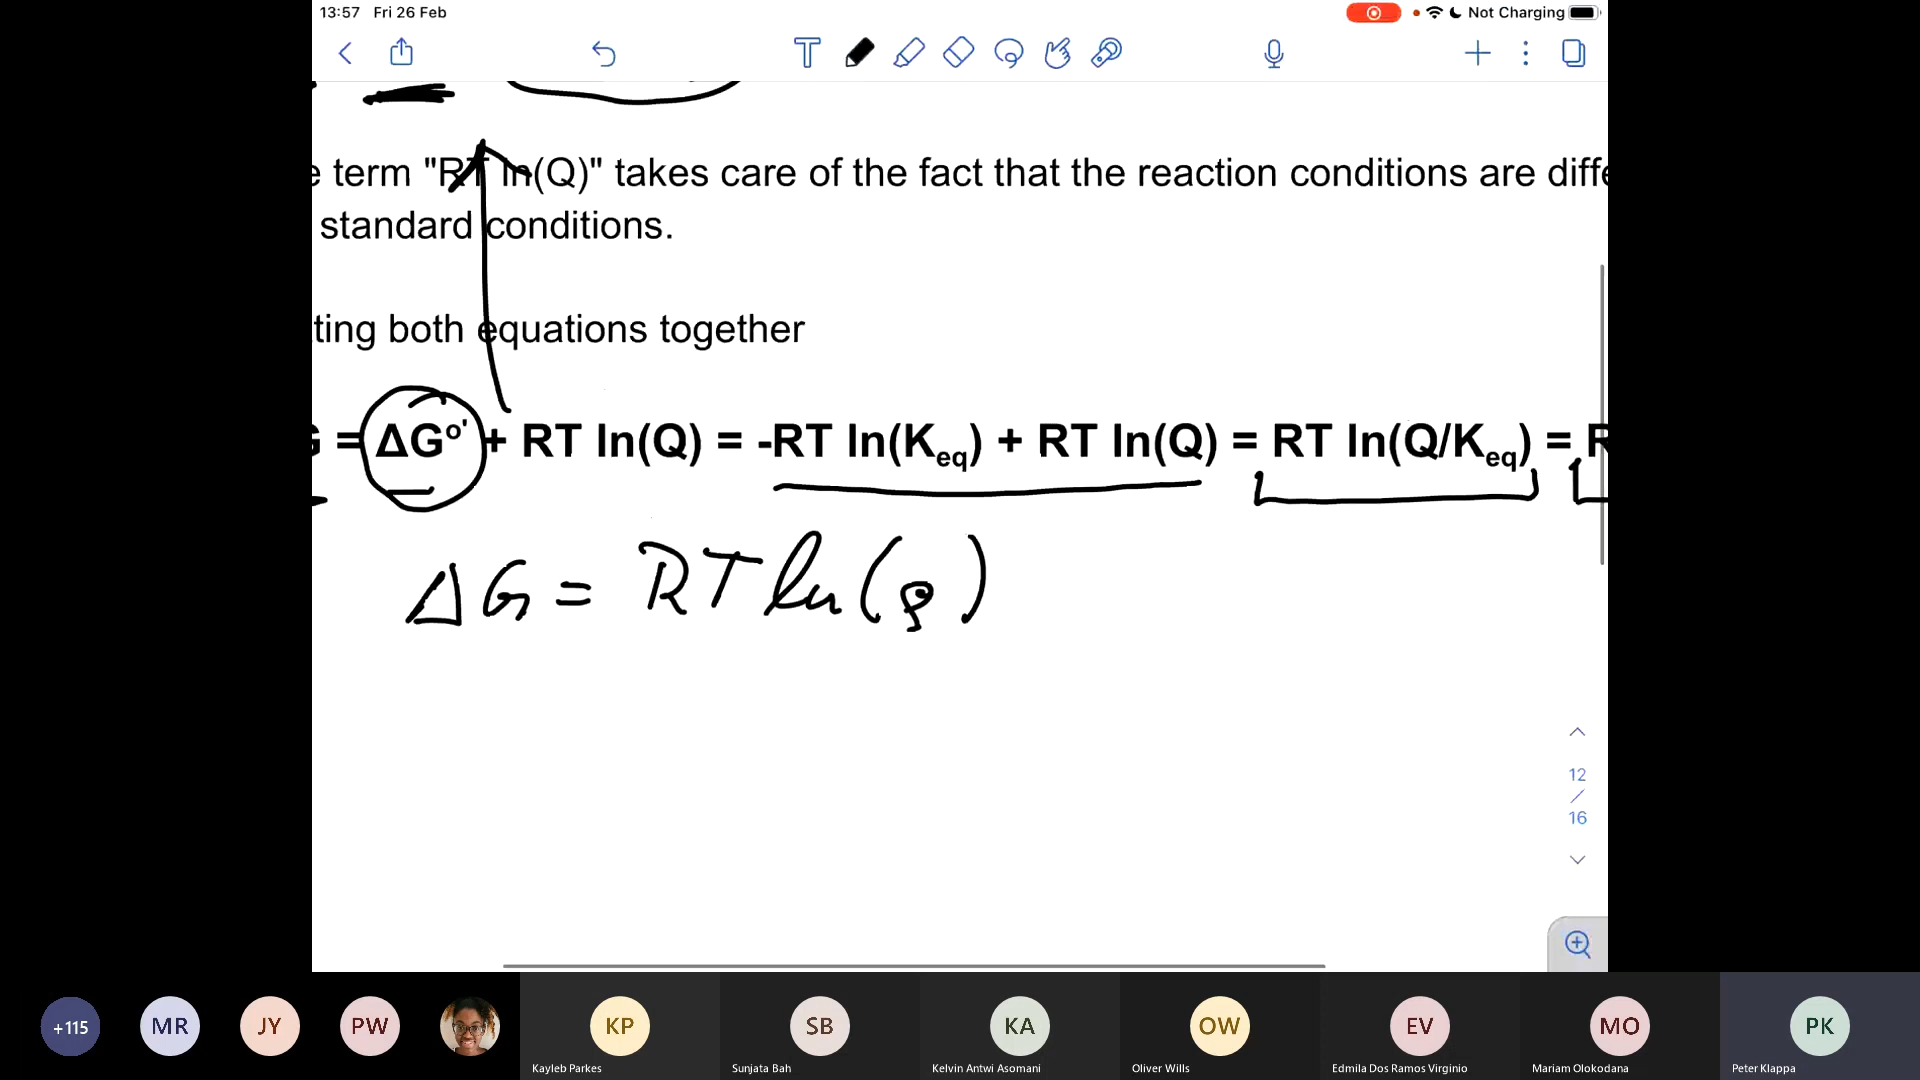 13:57 Fri 26 Feb
Not Charging
T
e term "RT ln(Q)" takes care of the fact that the reaction conditions are diffe
standard conditions.
ting both equations together
G = ΔG°' + RT ln(Q) = -RT ln(Keq) + RT ln(Q) = RT ln(Q/Keq) = R
ΔG = RT ln(ρ)
12
/
16
+115
MR
JY
PW
KP
SB
KA
OW
EV
MO
PK
Kayleb Parkes
Sunjata Bah
Kelvin Antwi Asomani
Oliver Wills
Edmila Dos Ramos Virginio
Mariam Olokodana
Peter Klappa